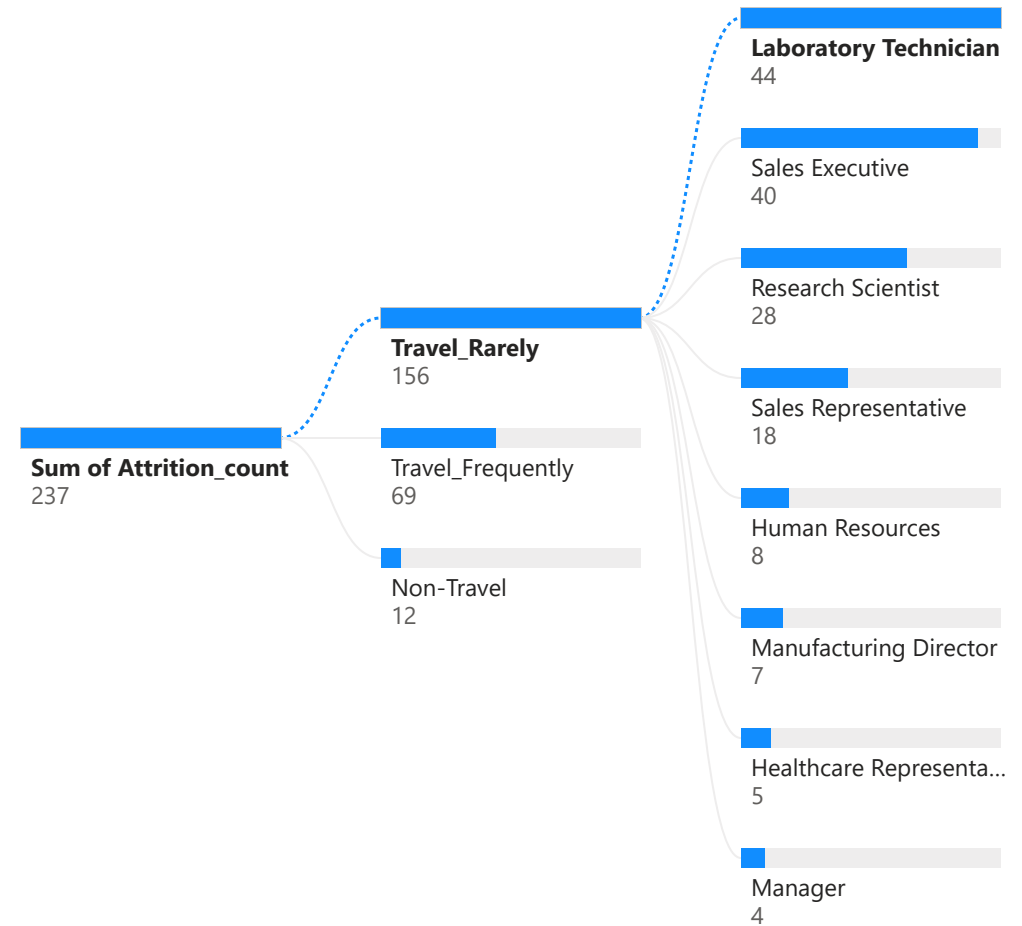 Sum of Attrition_count
237
Travel_Rarely
156
Travel_Frequently
69
Non-Travel
12
Laboratory Technician
44
Sales Executive
40
Research Scientist
28
Sales Representative
18
Human Resources
8
Manufacturing Director
7
Healthcare Representa...
5
Manager
4